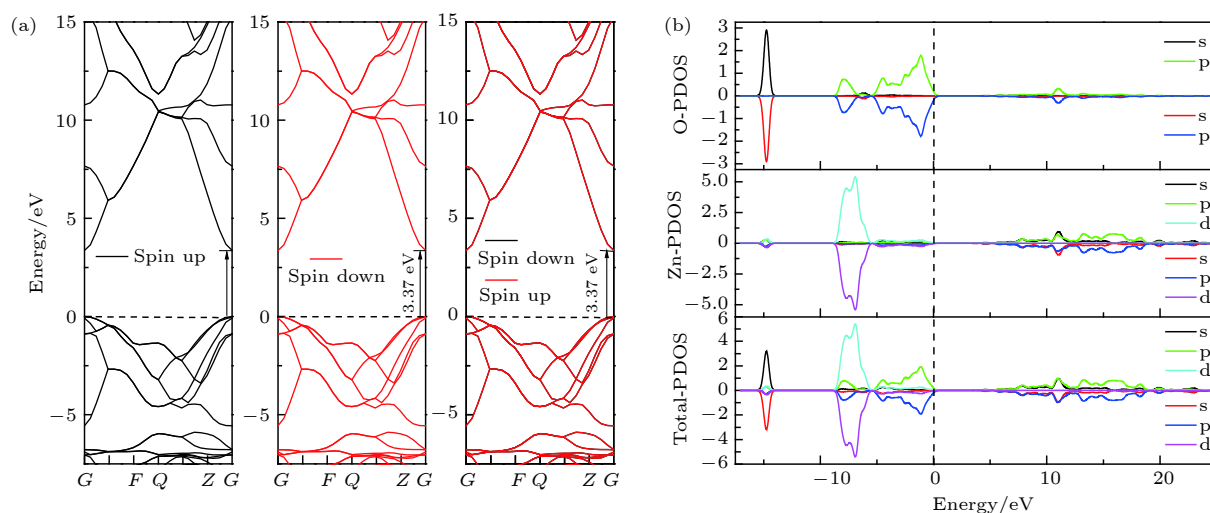 (a)
Energy/eV
15
10
5
0
−5
Spin up
G F Q Z G
15
10
5
0
−5
Spin down
3.37 eV
G F Q Z G
15
10
5
0
−5
Spin down
Spin up
3.37 eV
G F Q Z G
(b)
O-PDOS
3
2
1
0
−1
−2
−3
s
p
s
p
Zn-PDOS
5.0
2.5
0
−2.5
−5.0
s
p
d
s
p
d
Total-PDOS
6
4
2
0
−2
−4
−6
s
p
d
s
p
d
−10 0 10 20
Energy/eV